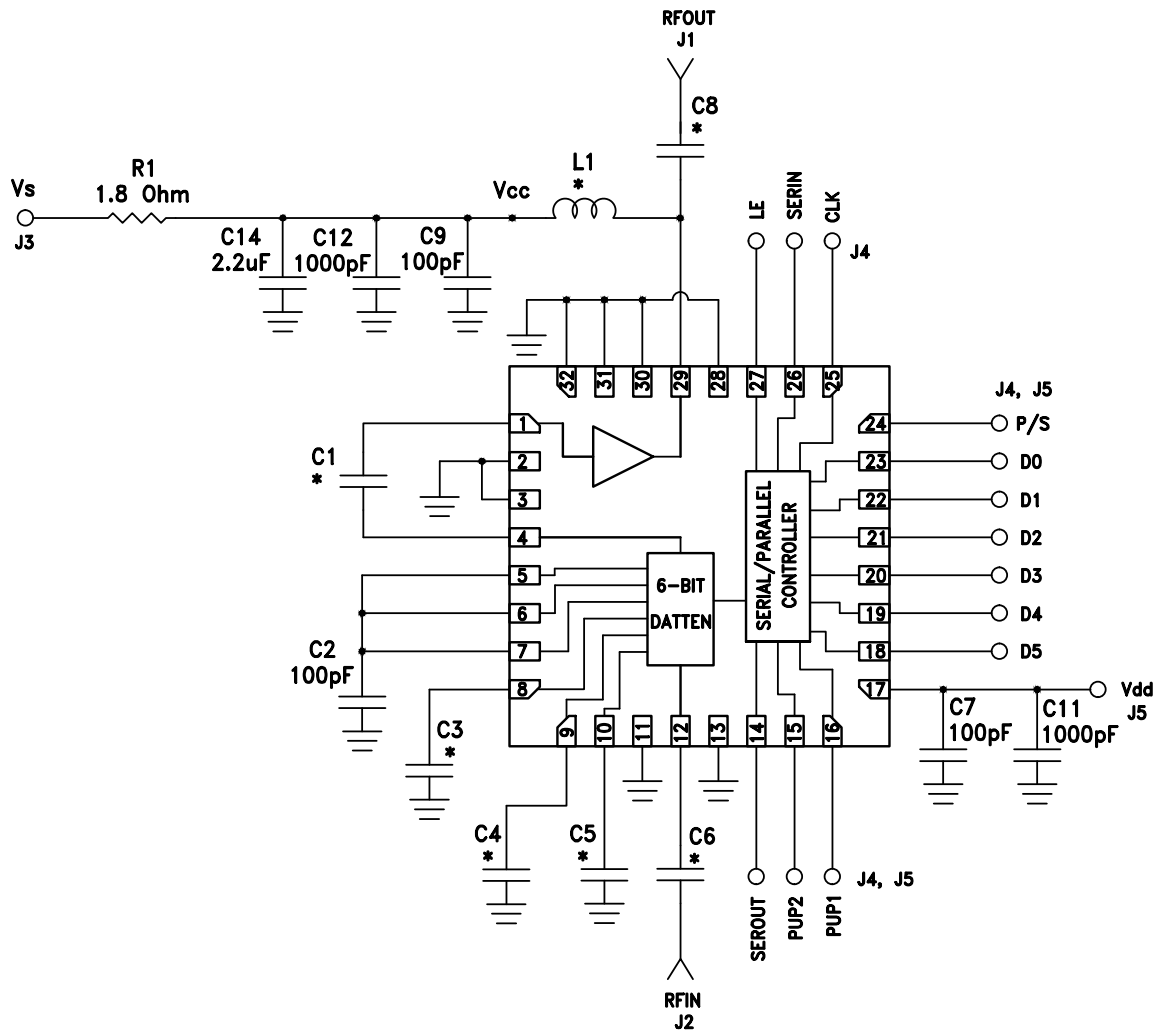 RFOUT
J1
C8
*
R1
1.8 Ohm
Vs
J3
Vcc
L1
*
C14
2.2uF
C12
1000pF
C9
100pF
LE
SERIN
CLK
J4
32
31
30
29
28
27
26
25
J4, J5
1
2
3
4
5
6
7
8
C1
*
C2
100pF
C3
*
6-BIT
DATTEN
SERIAL/PARALLEL
CONTROLLER
24
P/S
23
D0
22
D1
21
D2
20
D3
19
D4
18
D5
17
Vdd
J5
C7
100pF
C11
1000pF
9
10
11
12
13
14
15
16
C4
*
C5
*
C6
*
SEROUT
PUP2
PUP1
J4, J5
RFIN
J2